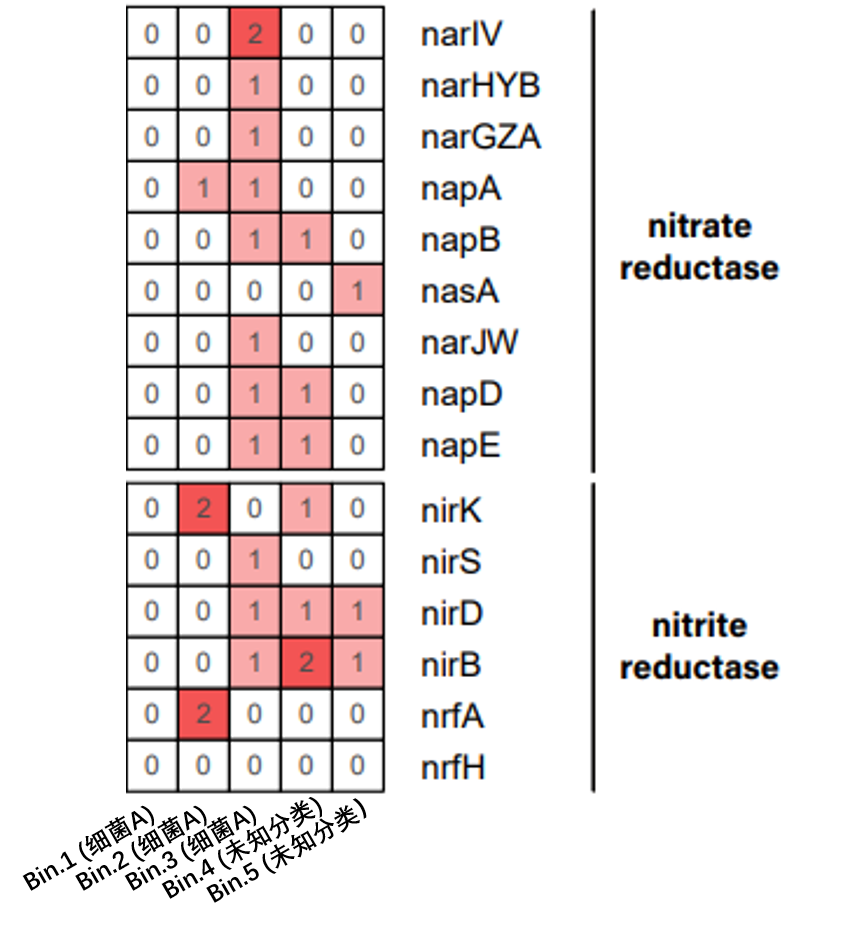 0 0 2 0 0 narIV
0 0 1 0 0 narHYB
0 0 1 0 0 narGZA
0 1 1 0 0 napA
0 0 1 1 0 napB
0 0 0 0 1 nasA
0 0 1 0 0 narJW
0 0 1 1 0 napD
0 0 1 1 0 napE
nitrate
reductase
0 2 0 1 0 nirK
0 0 1 0 0 nirS
0 0 1 1 1 nirD
0 0 1 2 1 nirB
0 2 0 0 0 nrfA
0 0 0 0 0 nrfH
nitrite
reductase
Bin.1 (细菌A)
Bin.2 (细菌A)
Bin.3 (细菌A)
Bin.4 (未知分类)
Bin.5 (未知分类)